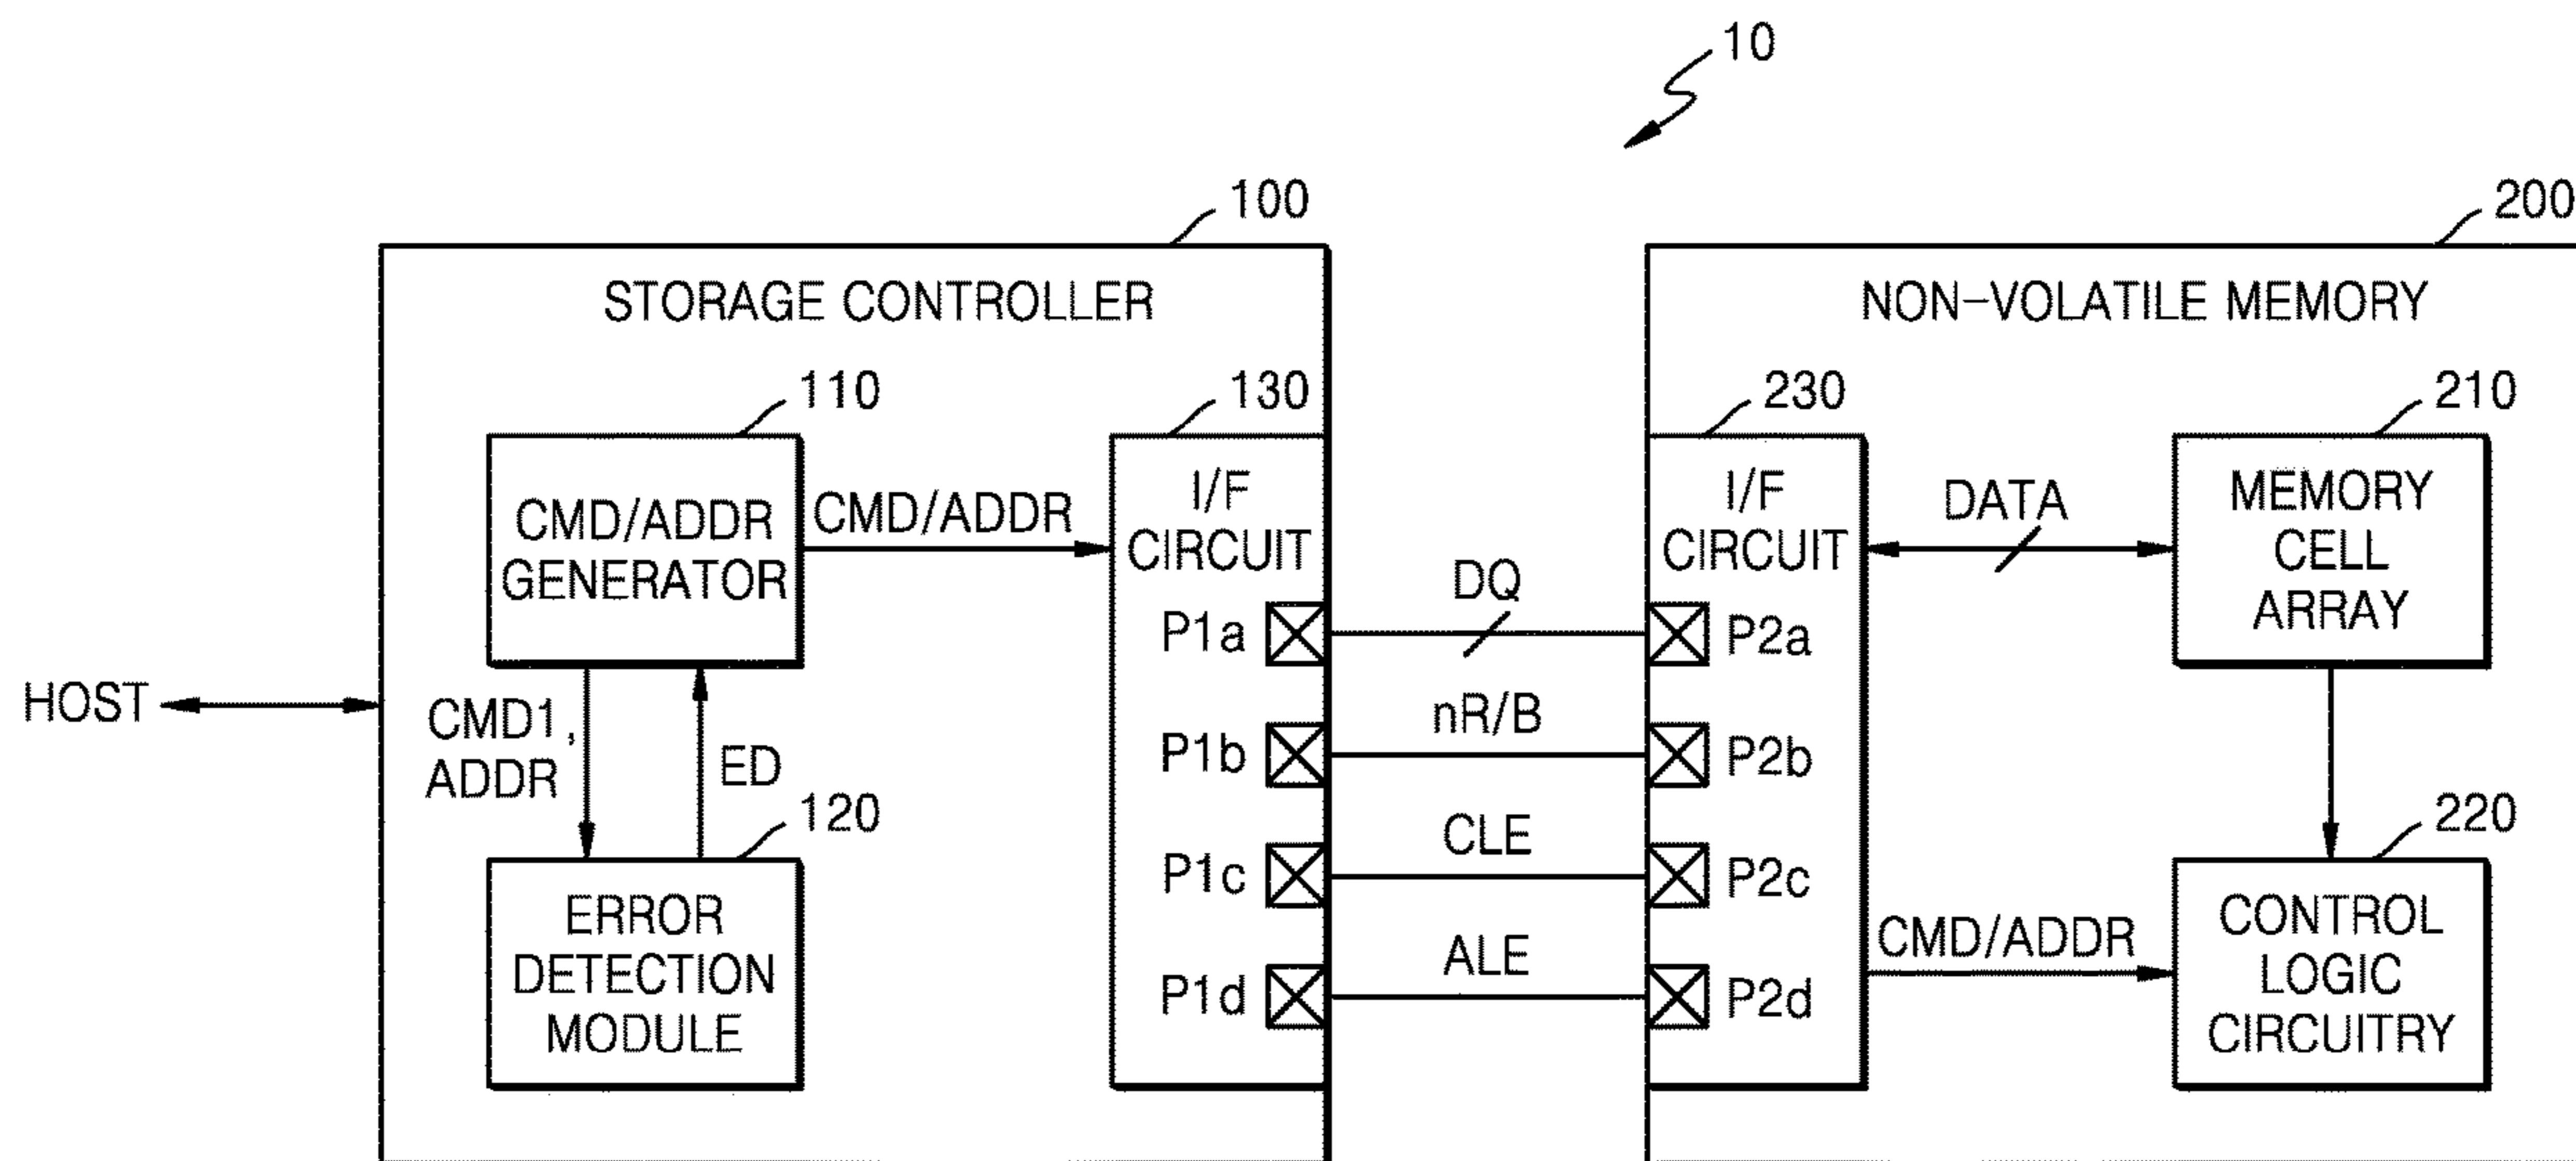 10
100
200
STORAGE CONTROLLER
NON-VOLATILE MEMORY
110
130
230
210
CMD/ADDR
GENERATOR
CMD/ADDR
I/F
CIRCUIT
I/F
CIRCUIT
DATA
MEMORY
CELL
ARRAY
P1a
DQ
P2a
HOST
CMD1,
ADDR
ED
P1b
nR/B
P2b
120
220
P1c
CLE
P2c
ERROR
DETECTION
MODULE
P1d
ALE
P2d
CMD/ADDR
CONTROL
LOGIC
CIRCUITRY